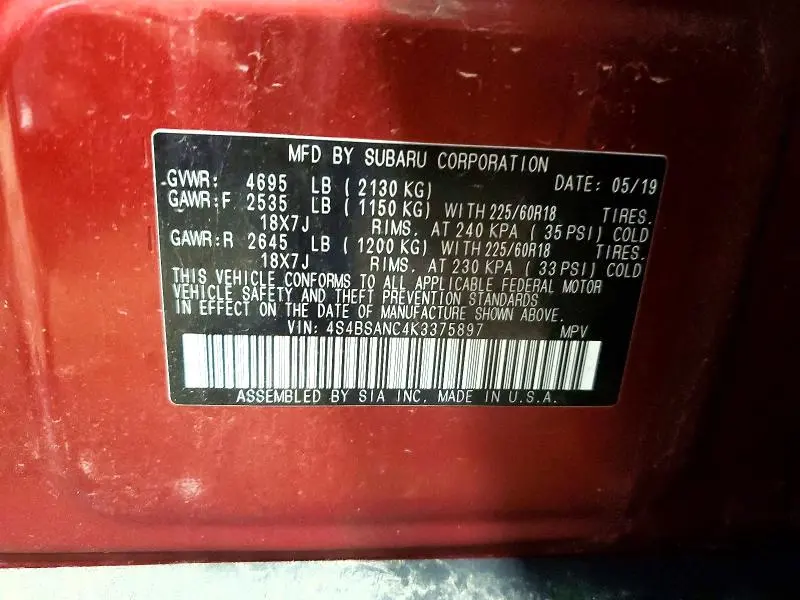 MFD BY SUBARU CORPORATION
GVWR: 4695 LB ( 2130 KG) DATE: 05/19
GAWR:F 2535 LB ( 1150 KG) WITH 225/60R18 TIRES.
18X7J RIMS. AT 240 KPA ( 35 PSI) COLD
GAWR:R 2645 LB ( 1200 KG) WITH 225/60R18 TIRES.
18X7J RIMS. AT 230 KPA ( 33 PSI) COLD
THIS VEHICLE CONFORMS TO ALL APPLICABLE FEDERAL MOTOR
VEHICLE SAFETY AND THEFT PREVENTION STANDARDS
IN EFFECT ON THE DATE OF MANUFACTURE SHOWN ABOVE.
VIN: 4S4BSANC4K3375897 MPV
ASSEMBLED BY SIA INC. MADE IN U.S.A.